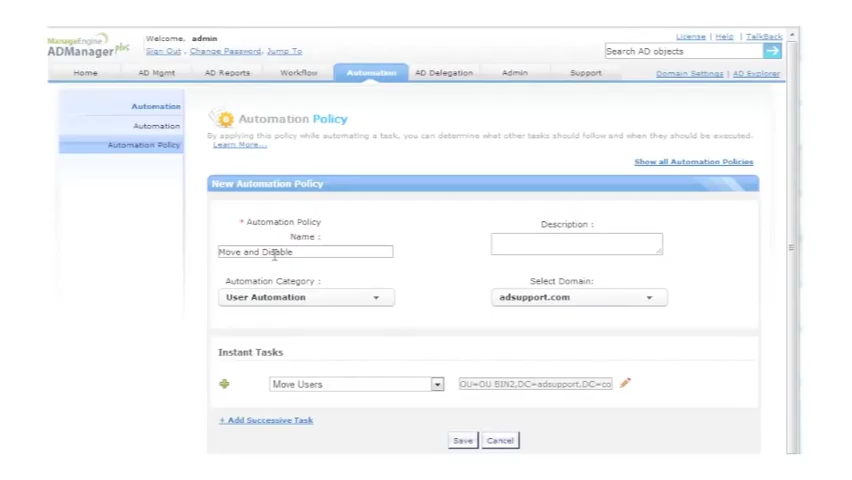 ManageEngine
ADManager plus
Welcome, admin
Sign Out - Change Password. Jump To
License | Help | TalkBack
Search AD objects
Home AD Mgmt AD Reports Workflow Automation AD Delegation Admin Support
Domain Settings | AD Explorer
Automation
Automation
Automation Policy
Automation Policy
By applying this policy while automating a task, you can determine what other tasks should follow and when they should be executed.
Learn More...
Show all Automation Policies
New Automation Policy
* Automation Policy
Name :
Description :
Move and Disable
Automation Category :
Select Domain:
User Automation
adsupport.com
Instant Tasks
Move Users
OU=OU BIN2,DC=adsupport,DC=co
+ Add Successive Task
Save Cancel